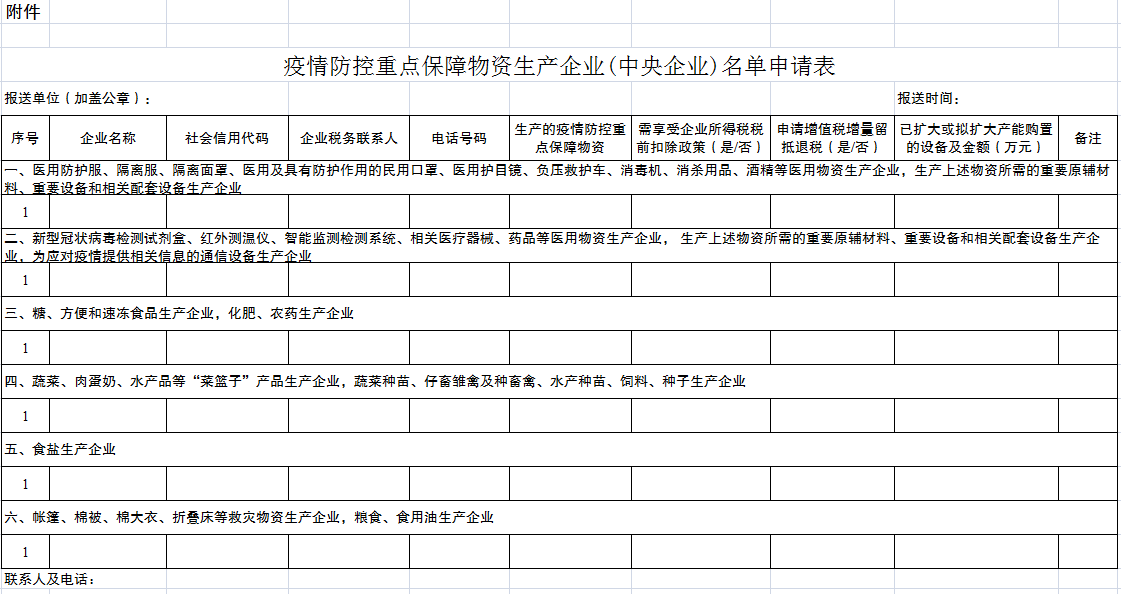 附件
疫情防控重点保障物资生产企业(中央企业)名单申请表
报送单位（加盖公章）： 报送时间：
序号 企业名称 社会信用代码 企业税务联系人 电话号码 生产的疫情防控重点保障物资 需享受企业所得税税前扣除政策（是/否） 申请增值税增量留抵退税（是/否） 已扩大或拟扩大产能购置的设备及金额（万元） 备注
一、医用防护服、隔离服、隔离面罩、医用及具有防护作用的民用口罩、医用护目镜、负压救护车、消毒机、消杀用品、酒精等医用物资生产企业，生产上述物资所需的重要原辅材
料、重要设备和相关配套设备生产企业
1
二、新型冠状病毒检测试剂盒、红外测温仪、智能监测检测系统、相关医疗器械、药品等医用物资生产企业， 生产上述物资所需的重要原辅材料、重要设备和相关配套设备生产企
业，为应对疫情提供相关信息的通信设备生产企业
1
三、糖、方便和速冻食品生产企业，化肥、农药生产企业
1
四、蔬菜、肉蛋奶、水产品等“菜篮子”产品生产企业，蔬菜种苗、仔畜雏禽及种畜禽、水产种苗、饲料、种子生产企业
1
五、食盐生产企业
1
六、帐篷、棉被、棉大衣、折叠床等救灾物资生产企业，粮食、食用油生产企业
1
联系人及电话：